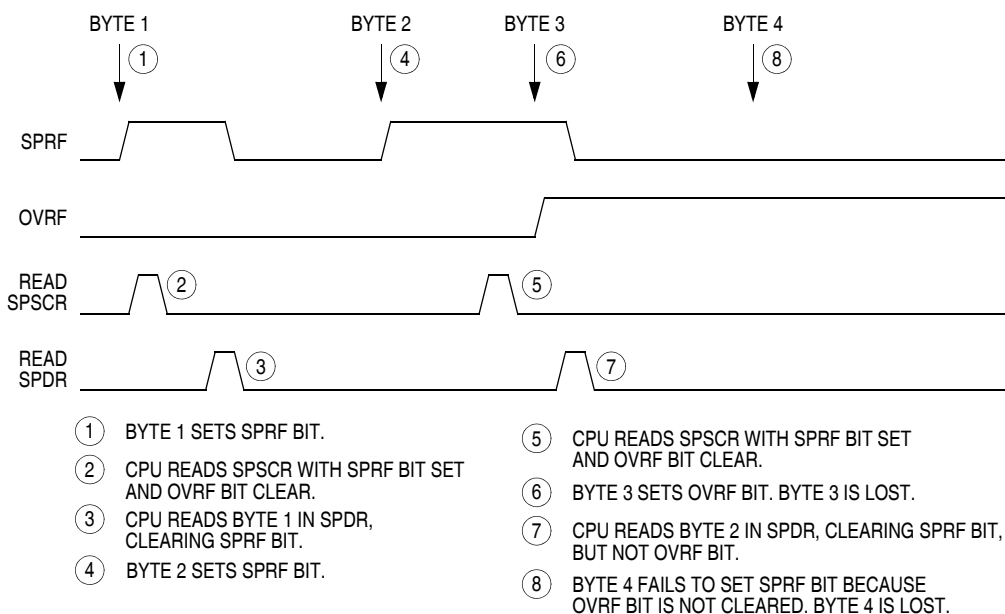 BYTE 1
BYTE 2
BYTE 3
BYTE 4
1
4
6
8
SPRF
OVRF
READ
SPSCR
2
5
READ
SPDR
3
7
1 BYTE 1 SETS SPRF BIT.
2 CPU READS SPSCR WITH SPRF BIT SET
AND OVRF BIT CLEAR.
3 CPU READS BYTE 1 IN SPDR,
CLEARING SPRF BIT.
4 BYTE 2 SETS SPRF BIT.
5 CPU READS SPSCR WITH SPRF BIT SET
AND OVRF BIT CLEAR.
6 BYTE 3 SETS OVRF BIT. BYTE 3 IS LOST.
7 CPU READS BYTE 2 IN SPDR, CLEARING SPRF BIT,
BUT NOT OVRF BIT.
8 BYTE 4 FAILS TO SET SPRF BIT BECAUSE
OVRF BIT IS NOT CLEARED. BYTE 4 IS LOST.